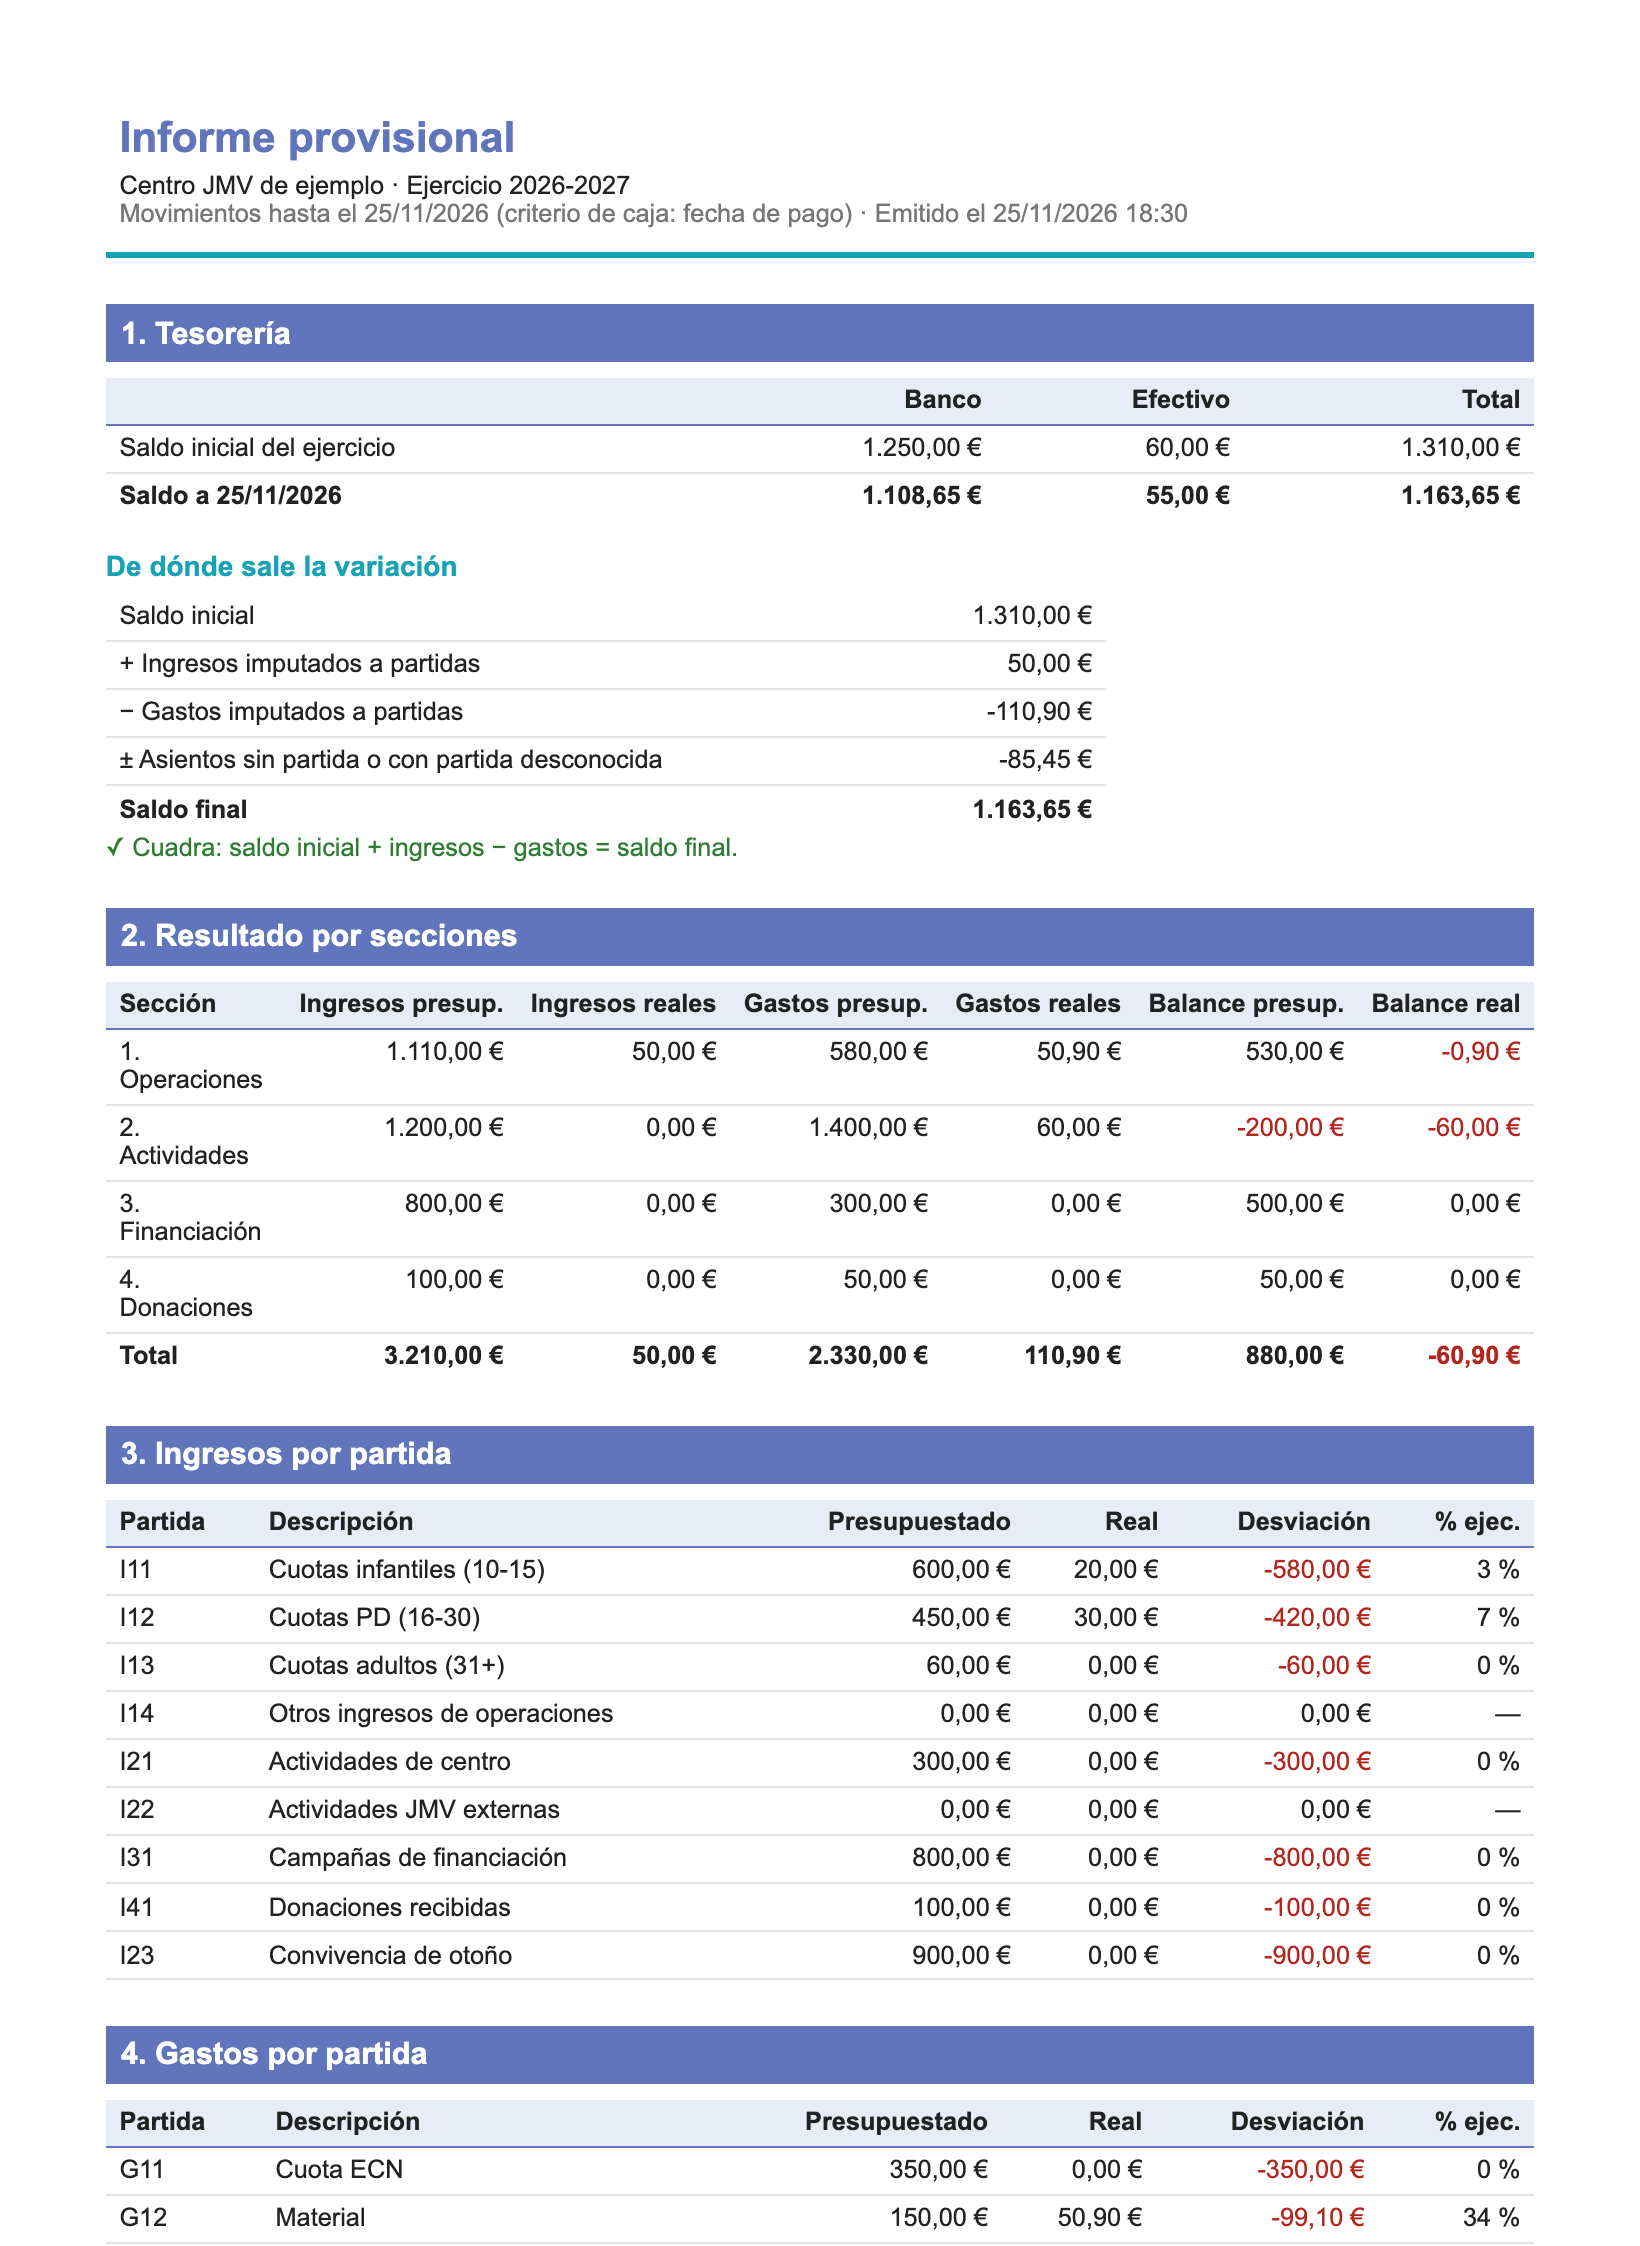 Informe provisional
Centro JMV de ejemplo · Ejercicio 2026-2027
Movimientos hasta el 25/11/2026 (criterio de caja: fecha de pago) · Emitido el 25/11/2026 18:30
1. Tesorería
Banco Efectivo Total
Saldo inicial del ejercicio 1.250,00 € 60,00 € 1.310,00 €
Saldo a 25/11/2026 1.108,65 € 55,00 € 1.163,65 €
De dónde sale la variación
Saldo inicial 1.310,00 €
+ Ingresos imputados a partidas 50,00 €
− Gastos imputados a partidas -110,90 €
± Asientos sin partida o con partida desconocida -85,45 €
Saldo final 1.163,65 €
✓ Cuadra: saldo inicial + ingresos − gastos = saldo final.
2. Resultado por secciones
Sección Ingresos presup. Ingresos reales Gastos presup. Gastos reales Balance presup. Balance real
1. 1.110,00 € 50,00 € 580,00 € 50,90 € 530,00 € -0,90 €
Operaciones
2. 1.200,00 € 0,00 € 1.400,00 € 60,00 € -200,00 € -60,00 €
Actividades
3. 800,00 € 0,00 € 300,00 € 0,00 € 500,00 € 0,00 €
Financiación
4. 100,00 € 0,00 € 50,00 € 0,00 € 50,00 € 0,00 €
Donaciones
Total 3.210,00 € 50,00 € 2.330,00 € 110,90 € 880,00 € -60,90 €
3. Ingresos por partida
Partida Descripción Presupuestado Real Desviación % ejec.
I11 Cuotas infantiles (10-15) 600,00 € 20,00 € -580,00 € 3 %
I12 Cuotas PD (16-30) 450,00 € 30,00 € -420,00 € 7 %
I13 Cuotas adultos (31+) 60,00 € 0,00 € -60,00 € 0 %
I14 Otros ingresos de operaciones 0,00 € 0,00 € 0,00 € —
I21 Actividades de centro 300,00 € 0,00 € -300,00 € 0 %
I22 Actividades JMV externas 0,00 € 0,00 € 0,00 € —
I31 Campañas de financiación 800,00 € 0,00 € -800,00 € 0 %
I41 Donaciones recibidas 100,00 € 0,00 € -100,00 € 0 %
I23 Convivencia de otoño 900,00 € 0,00 € -900,00 € 0 %
4. Gastos por partida
Partida Descripción Presupuestado Real Desviación % ejec.
G11 Cuota ECN 350,00 € 0,00 € -350,00 € 0 %
G12 Material 150,00 € 50,90 € -99,10 € 34 %